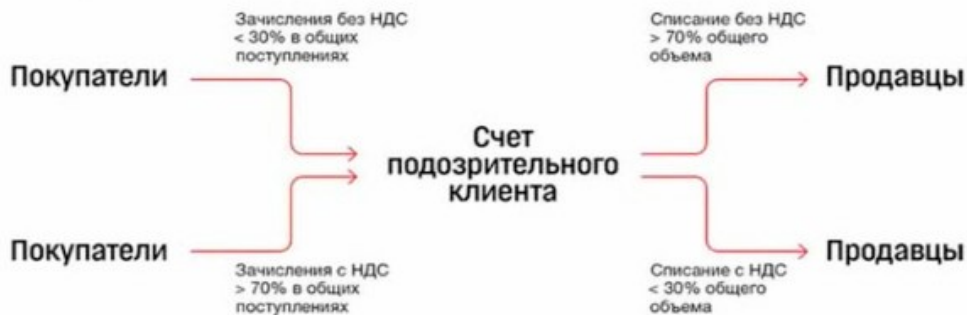 Зачисления без НДС
< 30% в общих
поступлениях
Списание без НДС
> 70% общего
объема
Покупатели
Продавцы
Счет
подозрительного
клиента
Покупатели
Продавцы
Зачисления с НДС
> 70% в общих
поступлениях
Списание с НДС
< 30% общего
объема